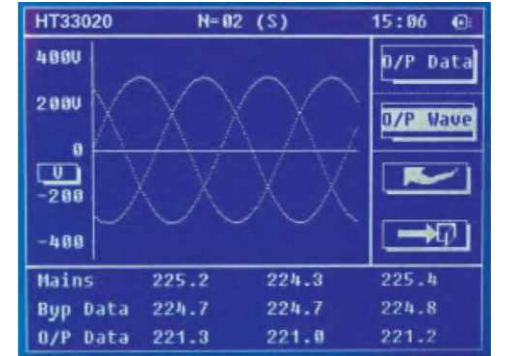 HT33020 N=02 (S) 15:06
400V
200V
0
V
-200
-400
O/P Data
O/P Wave
Mains 225.2 224.3 225.4
Byp Data 224.7 224.7 224.8
O/P Data 221.3 221.0 221.2